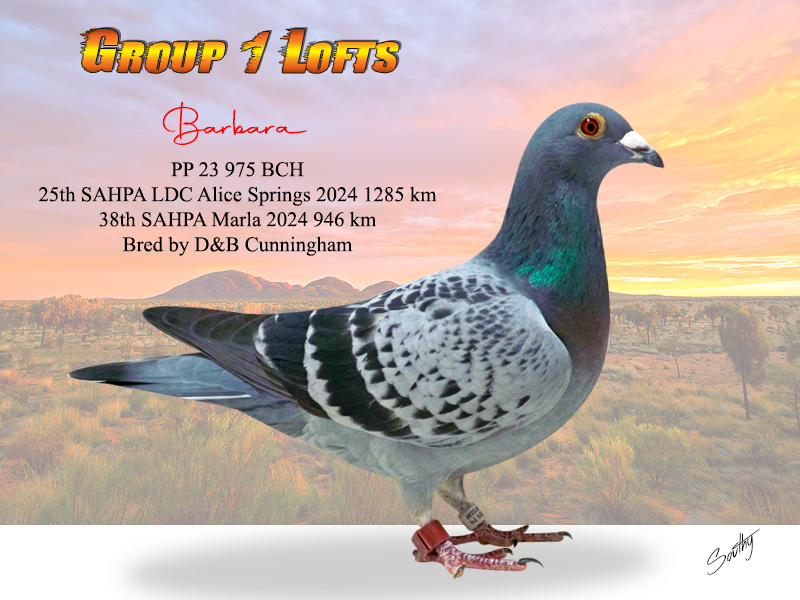 Group 1 Lofts
Barbara
PP 23 975 BCH
25th SAHPA LDC Alice Springs 2024 1285 km
38th SAHPA Marla 2024 946 km
Bred by D&B Cunningham
Southy